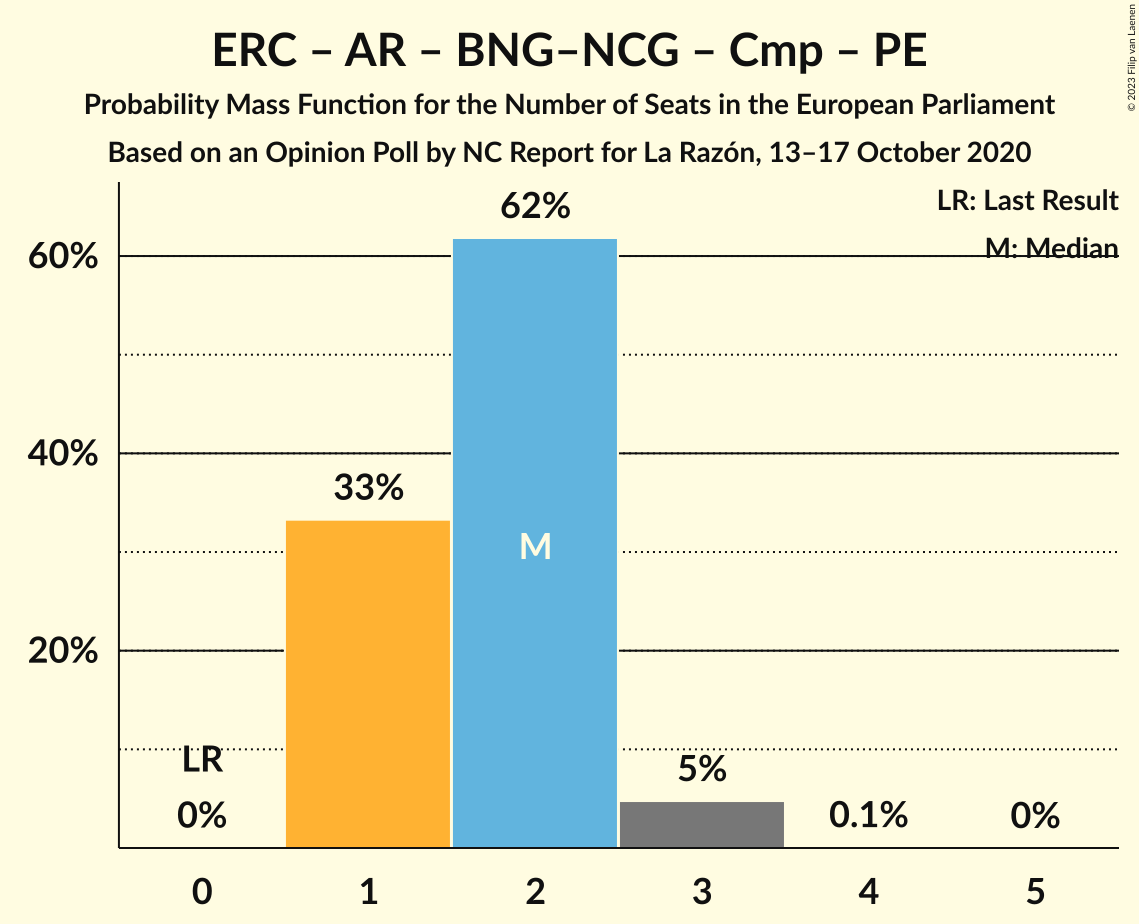 ERC – AR – BNG–NCG – Cmp – PE
Probability Mass Function for the Number of Seats in the European Parliament
Based on an Opinion Poll by NC Report for La Razón, 13–17 October 2020
© 2023 Filip van Laenen
LR: Last Result
M: Median
60%
40%
20%
62%
33%
M
LR
0%
5%
0.1%
0%
0 1 2 3 4 5